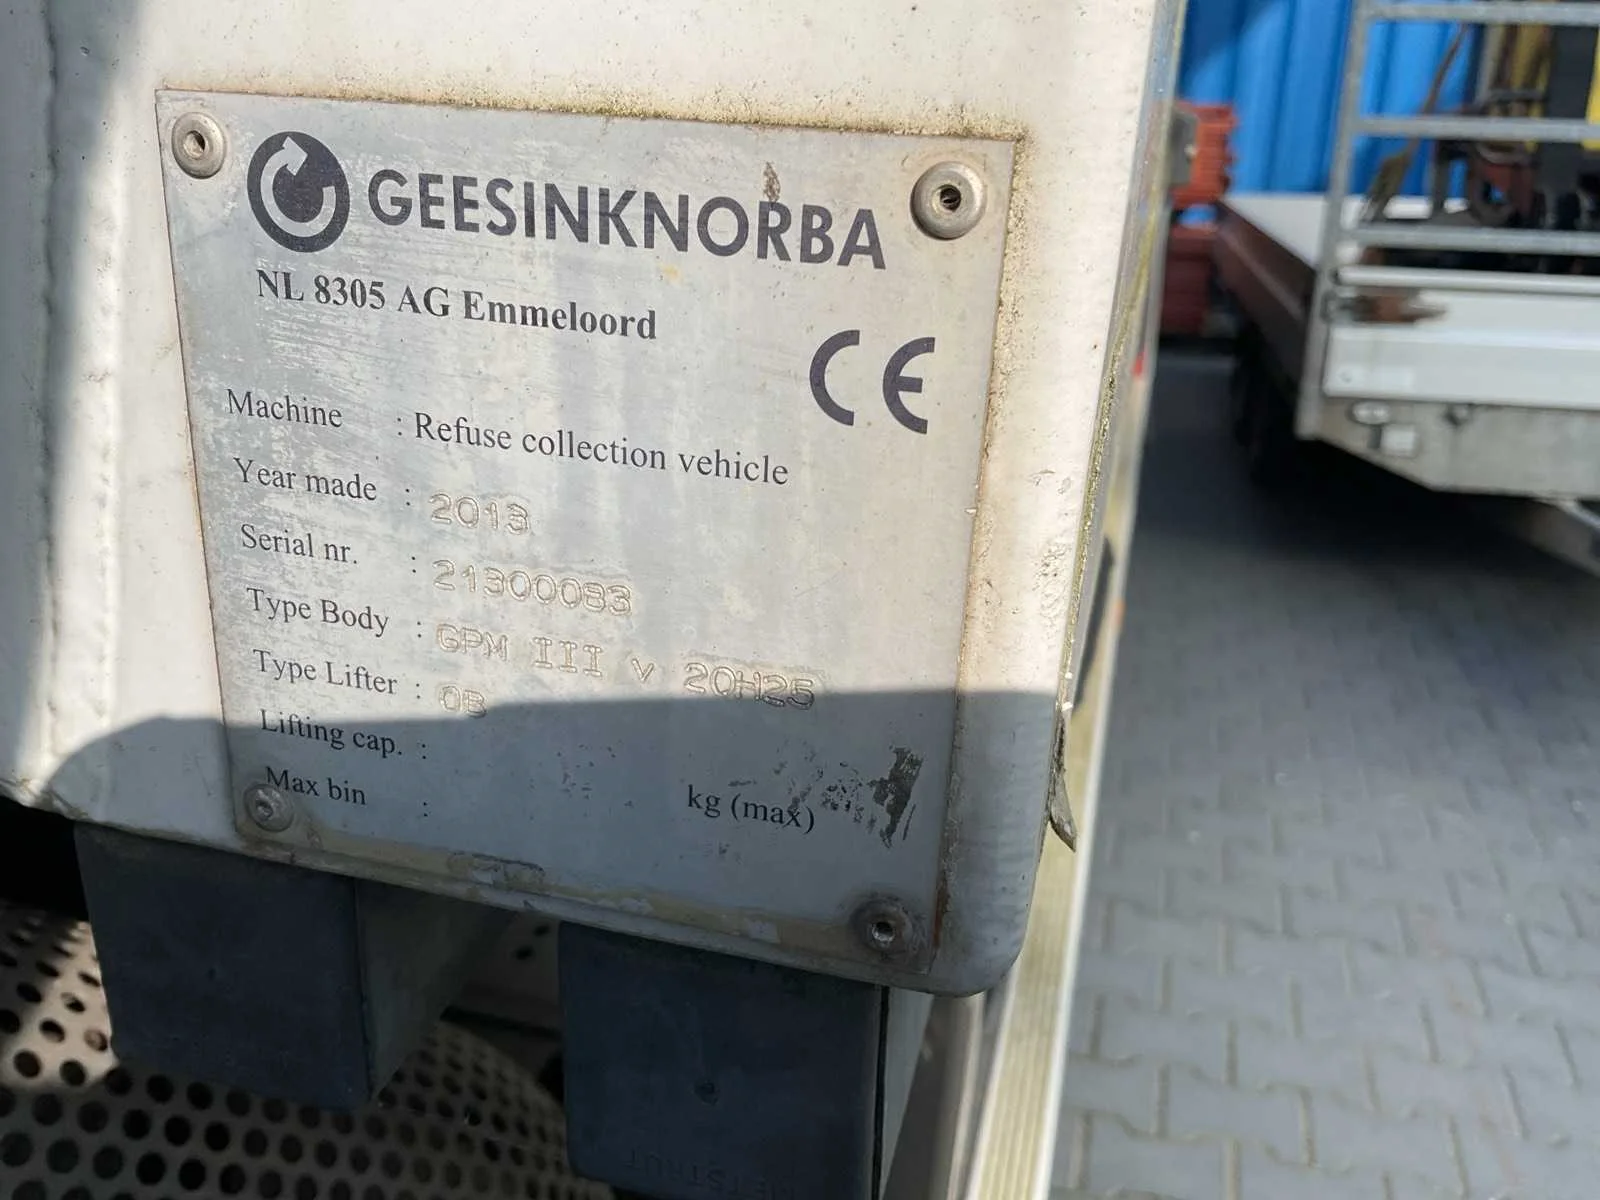 GEESINKNORBA
NL 8305 AG Emmeloord
CE
Machine : Refuse collection vehicle
Year made : 2013
Serial nr. : 21300083
Type Body : GPM III v 20H25
Type Lifter : OB
Lifting cap. :
Max bin : kg (max)